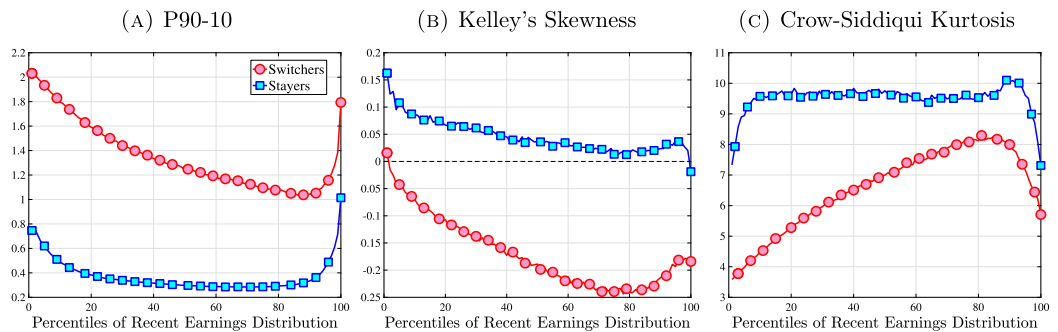 (A) P90-10
2.2
2
1.8
1.6
1.4
1.2
1
0.8
0.6
0.4
0.2
0 20 40 60 80 100
Switchers
Stayers
Percentiles of Recent Earnings Distribution
(B) Kelley's Skewness
0.2
0.15
0.1
0.05
0
0.05
-0.1
0.15
-0.2
0.25
0 20 40 60 80 100
Percentiles of Recent Earnings Distribution
(C) Crow-Siddiqui Kurtosis
11
10
9
8
7
6
5
4
3
1 20 40 60 80 100
Percentiles of Recent Earnings Distribution